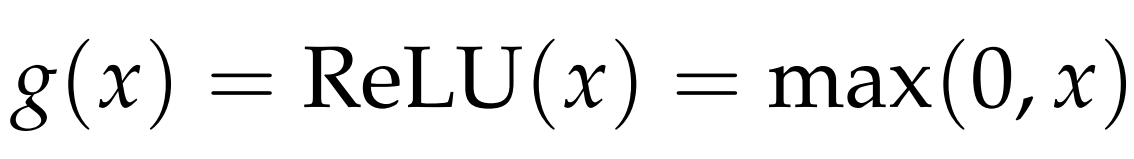 g(x) = ReLU(x) = max(0, x)